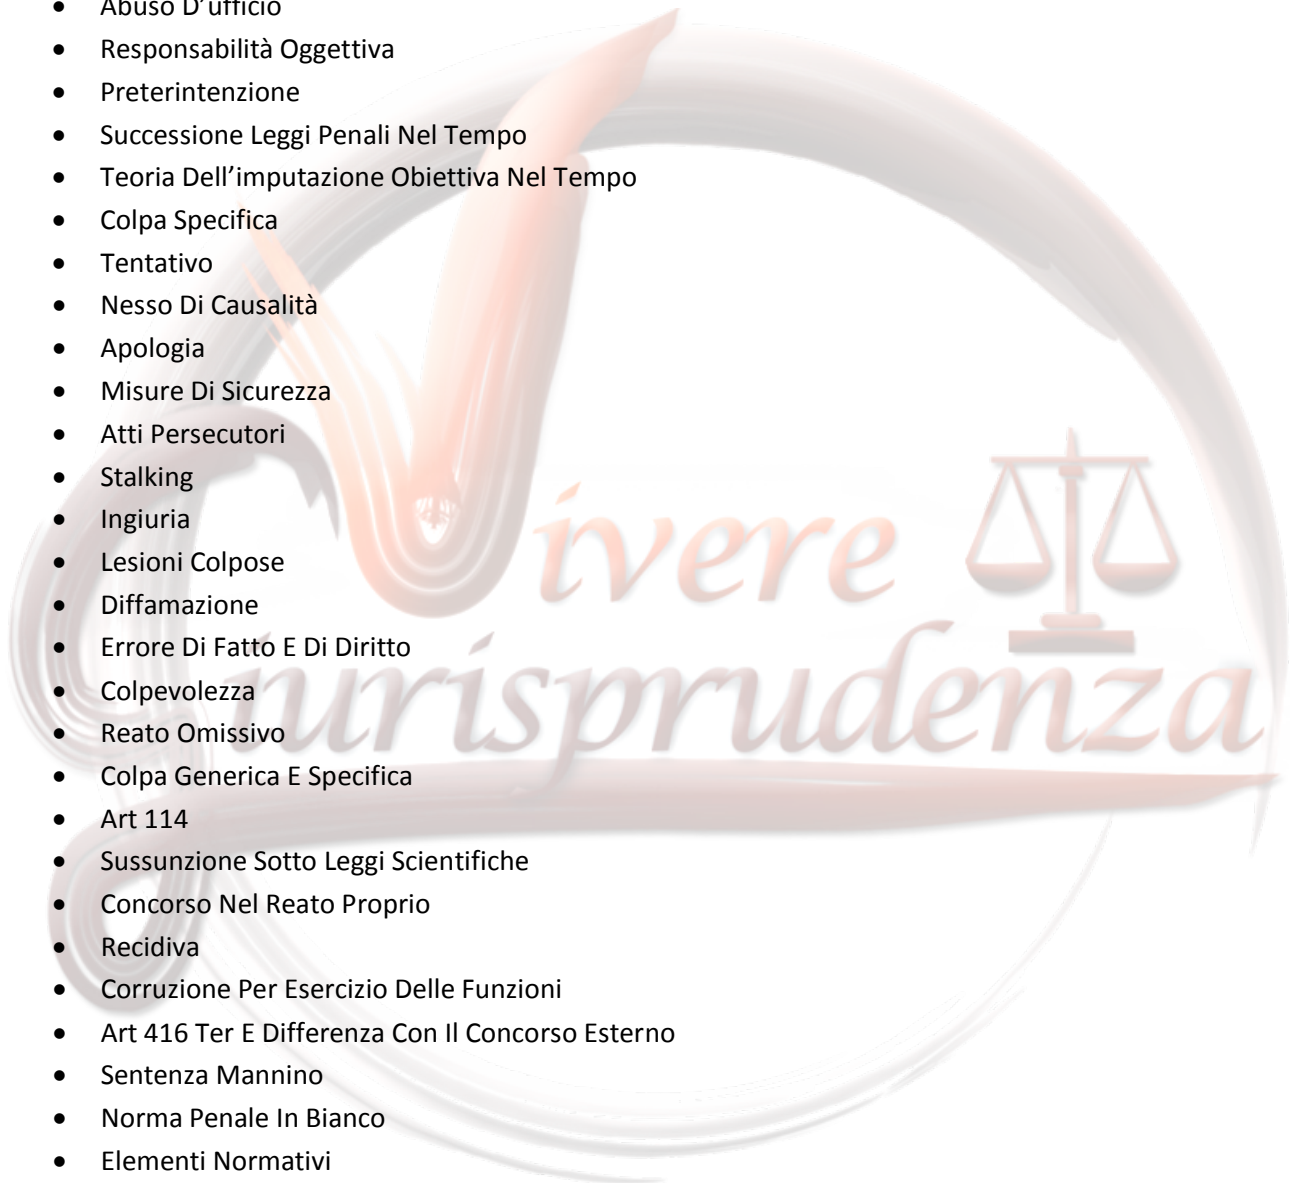 • Abuso D'ufficio
• Responsabilità Oggettiva
• Preterintenzione
• Successione Leggi Penali Nel Tempo
• Teoria Dell'imputazione Obiettiva Nel Tempo
• Colpa Specifica
• Tentativo
• Nesso Di Causalità
• Apologia
• Misure Di Sicurezza
• Atti Persecutori
• Stalking
• Ingiuria
• Lesioni Colpose
• Diffamazione
• Errore Di Fatto E Di Diritto
• Colpevolezza
• Reato Omissivo
• Colpa Generica E Specifica
• Art 114
• Sussunzione Sotto Leggi Scientifiche
• Concorso Nel Reato Proprio
• Recidiva
• Corruzione Per Esercizio Delle Funzioni
• Art 416 Ter E Differenza Con Il Concorso Esterno
• Sentenza Mannino
• Norma Penale In Bianco
• Elementi Normativi
Vivere
Giurisprudenza